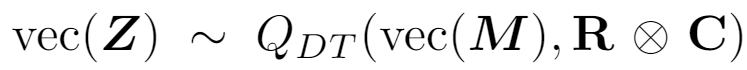 vec(Z) ∼ Q_{DT}(vec(M), R ⊗ C)